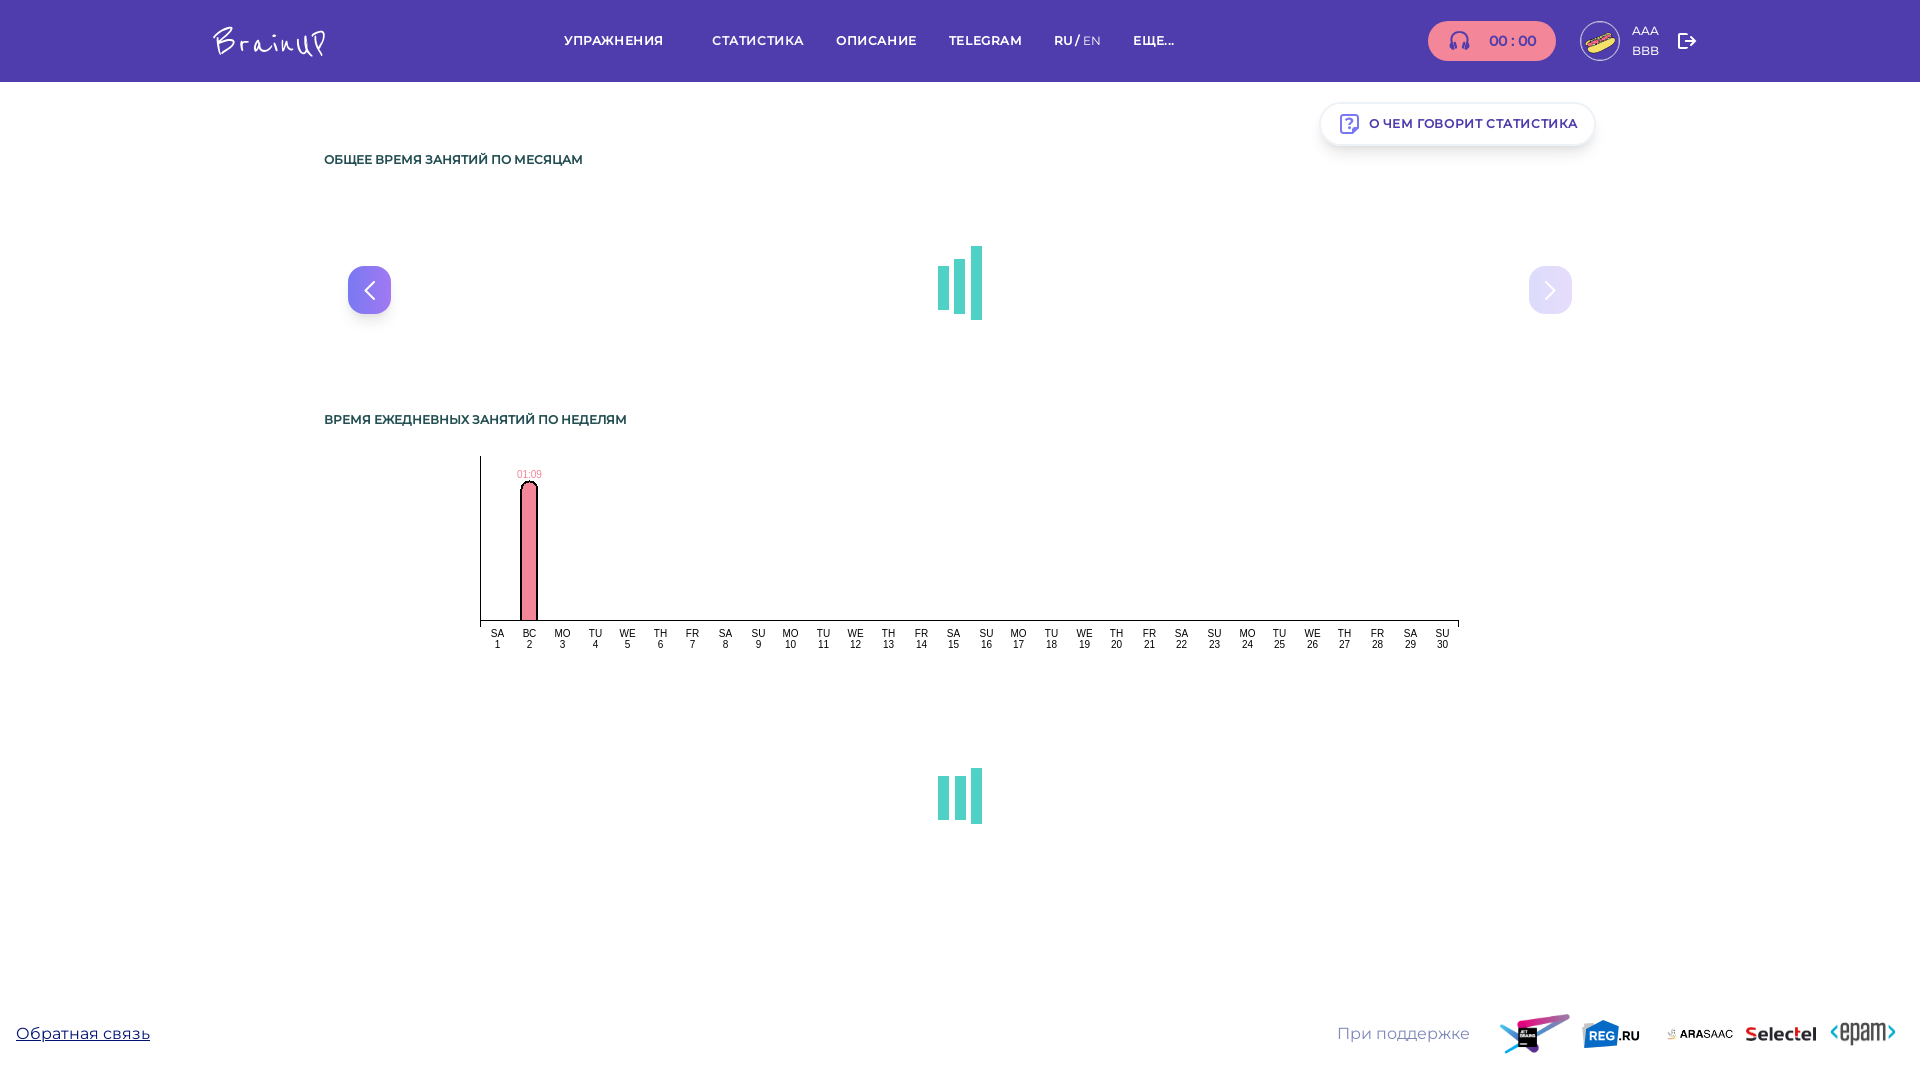 BrainUP
УПРАЖНЕНИЯ СТАТИСТИКА ОПИСАНИЕ TELEGRAM RU / EN ЕЩЕ...
00 : 00
AAA
BBB
О ЧЕМ ГОВОРИТ СТАТИСТИКА
ОБЩЕЕ ВРЕМЯ ЗАНЯТИЙ ПО МЕСЯЦАМ
ВРЕМЯ ЕЖЕДНЕВНЫХ ЗАНЯТИЙ ПО НЕДЕЛЯМ
01:09
SA ВС MO TU WE TH FR SA SU MO TU WE TH FR SA SU MO TU WE TH FR SA SU MO TU WE TH FR SA SU
1 2 3 4 5 6 7 8 9 10 11 12 13 14 15 16 17 18 19 20 21 22 23 24 25 26 27 28 29 30
Обратная связь
При поддержке
JET
BRAINS
REG.RU
ARASAAC
Selectel
<epam>